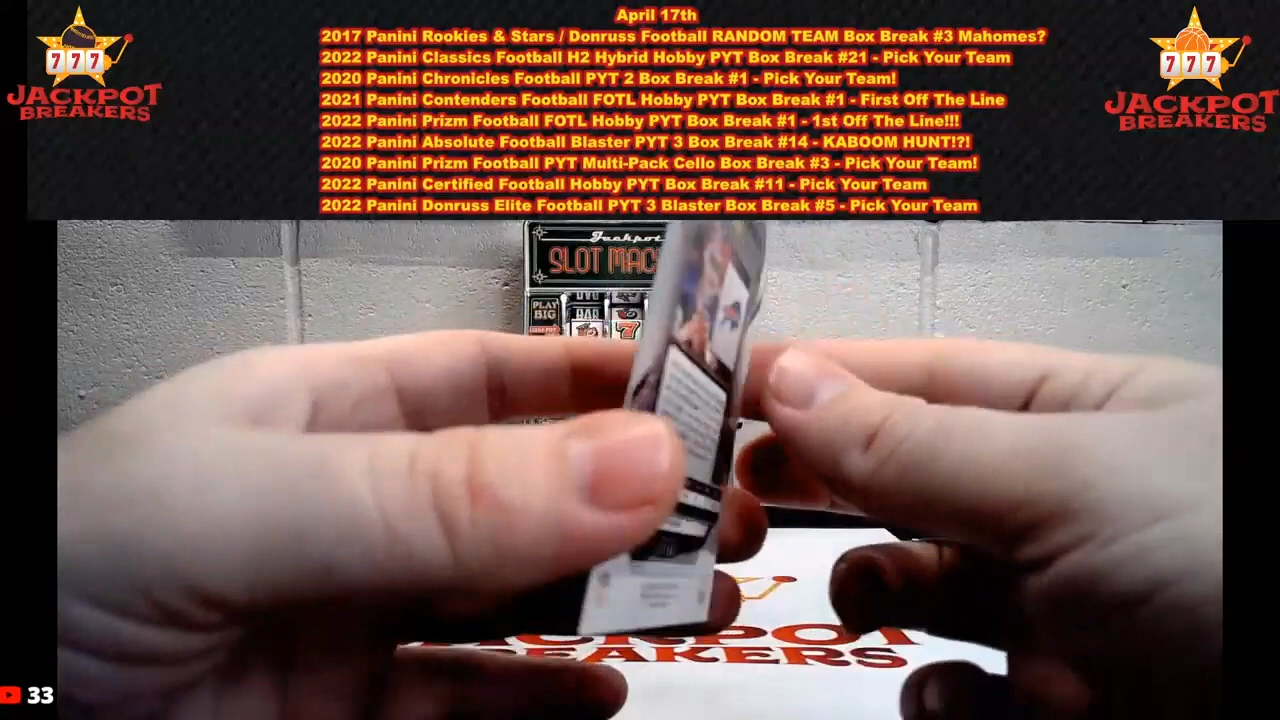 April 17th
2017 Panini Rookies & Stars / Donruss Football RANDOM TEAM Box Break #3 Mahomes?
2022 Panini Classics Football H2 Hybrid Hobby PYT Box Break #21 - Pick Your Team
2020 Panini Chronicles Football PYT 2 Box Break #1 - Pick Your Team!
2021 Panini Contenders Football FOTL Hobby PYT Box Break #1 - First Off The Line
2022 Panini Prizm Football FOTL Hobby PYT Box Break #1 - 1st Off The Line!!!
2022 Panini Absolute Football Blaster PYT 3 Box Break #14 - KABOOM HUNT!?!
2020 Panini Prizm Football PYT Multi-Pack Cello Box Break #3 - Pick Your Team!
2022 Panini Certified Football Hobby PYT Box Break #11 - Pick Your Team
2022 Panini Donruss Elite Football PYT 3 Blaster Box Break #5 - Pick Your Team
777
JACKPOT
BREAKERS
777
JACKPOT
BREAKERS
Jackpot
SLOT MAC
PLAY
BIG
BAR
7
JACKPOT
BREAKERS
33